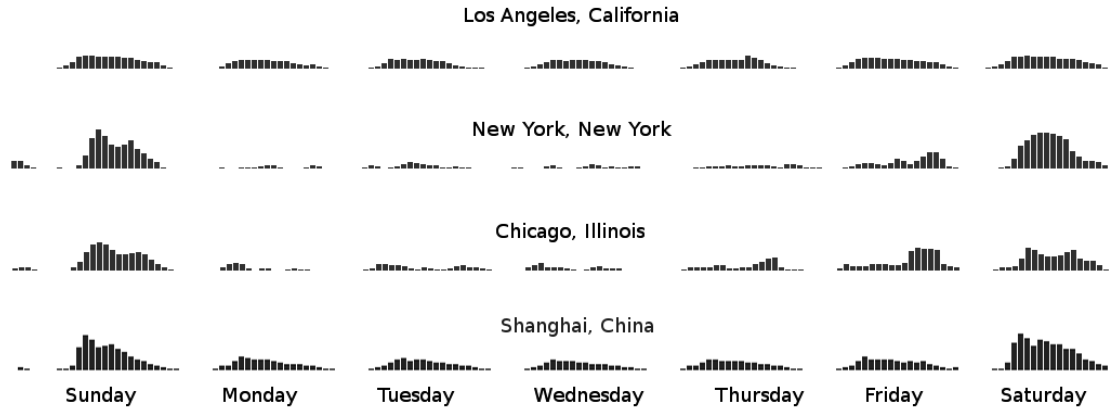 Los Angeles, California
New York, New York
Chicago, Illinois
Shanghai, China
Sunday Monday Tuesday Wednesday Thursday Friday Saturday